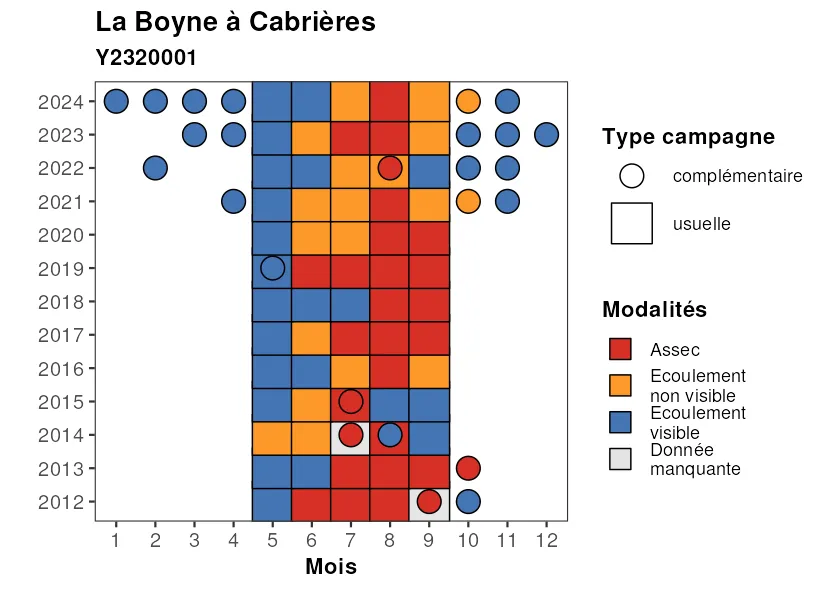 La Boyne à Cabrières
Y2320001
2024
2023
2022
2021
2020
2019
2018
2017
2016
2015
2014
2013
2012
1 2 3 4 5 6 7 8 9 10 11 12
Mois
Type campagne
complémentaire
usuelle
Modalités
Assec
Ecoulement
non visible
Ecoulement
visible
Donnée
manquante